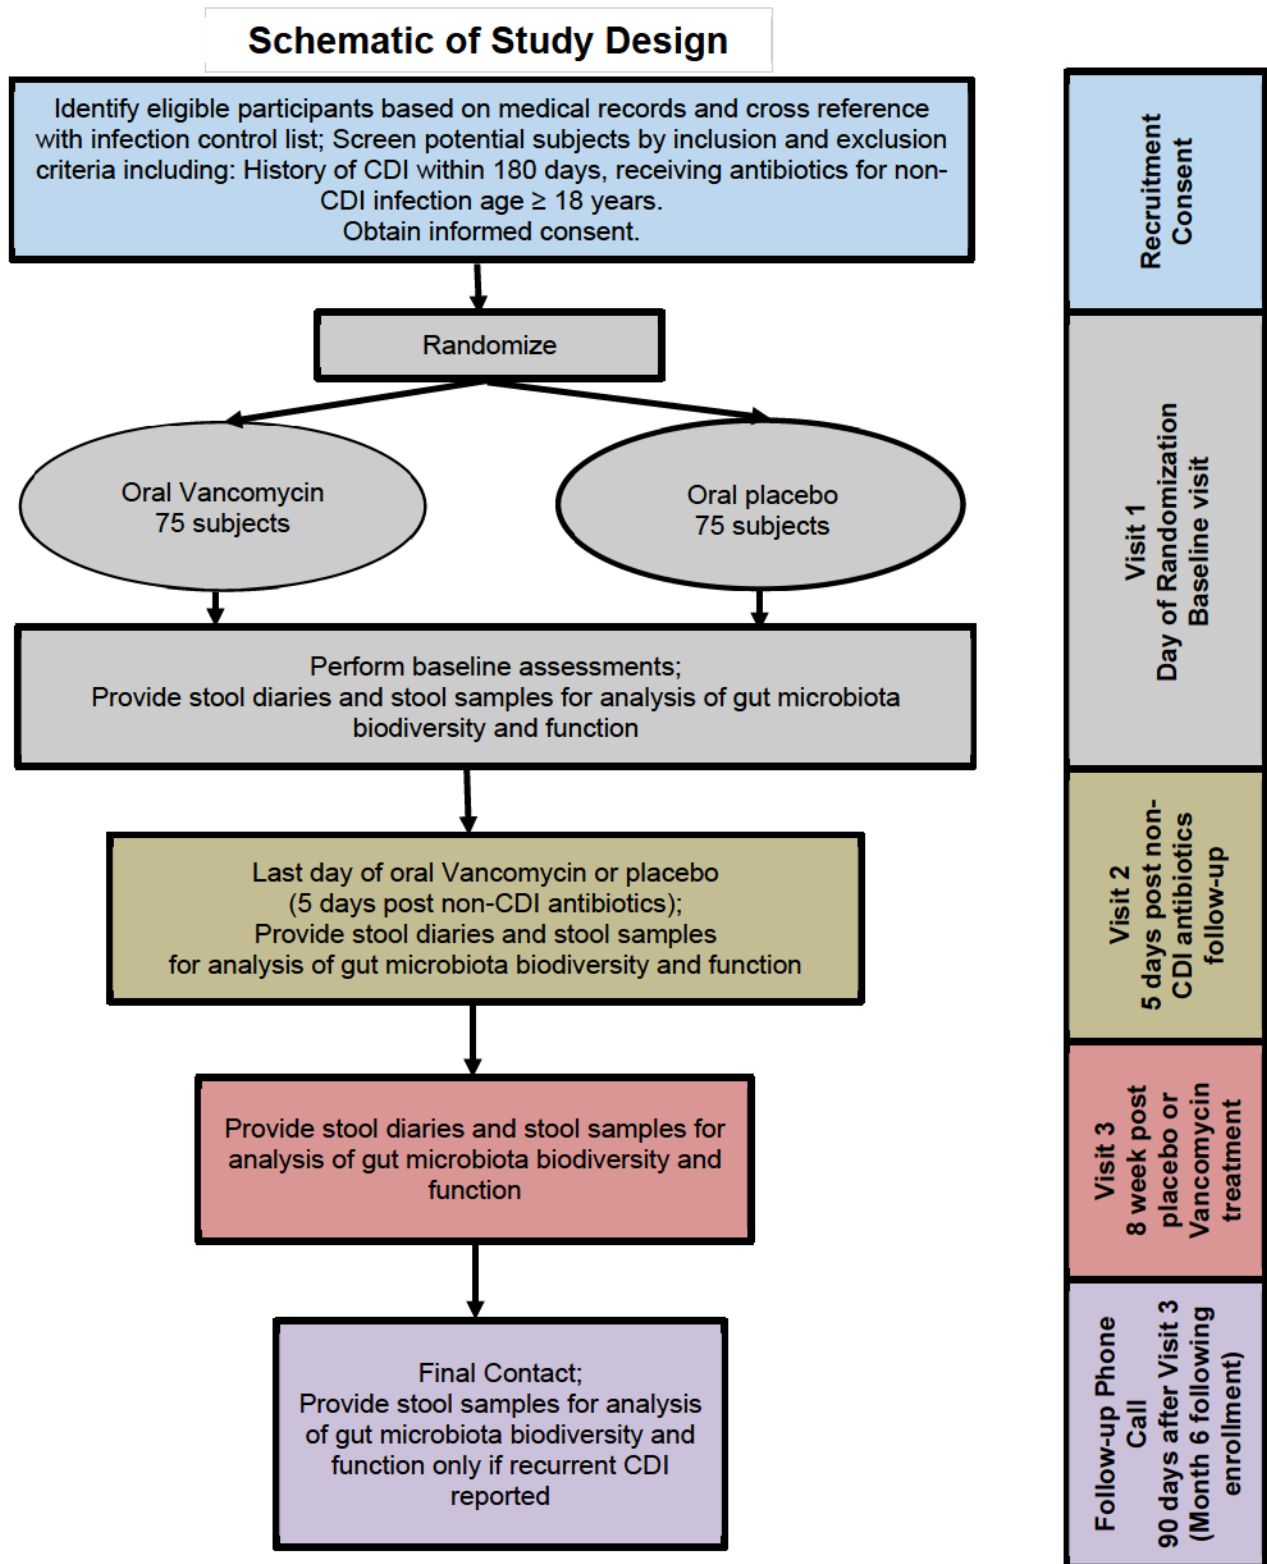 Schematic of Study Design
Identify eligible participants based on medical records and cross reference
with infection control list; Screen potential subjects by inclusion and exclusion
criteria including: History of CDI within 180 days, receiving antibiotics for non-
CDI infection age ≥ 18 years.
Obtain informed consent.
Recruitment
Consent
Randomize
Oral Vancomycin
75 subjects
Oral placebo
75 subjects
Perform baseline assessments;
Provide stool diaries and stool samples for analysis of gut microbiota
biodiversity and function
Visit 1
Day of Randomization
Baseline visit
Last day of oral Vancomycin or placebo
(5 days post non-CDI antibiotics);
Provide stool diaries and stool samples
for analysis of gut microbiota biodiversity and function
Visit 2
5 days post non-
CDI antibiotics
follow-up
Provide stool diaries and stool samples for
analysis of gut microbiota biodiversity and
function
Visit 3
8 week post
placebo or
Vancomycin
treatment
Final Contact;
Provide stool samples for analysis
of gut microbiota biodiversity and
function only if recurrent CDI
reported
Follow-up Phone
Call
90 days after Visit 3
(Month 6 following
enrollment)